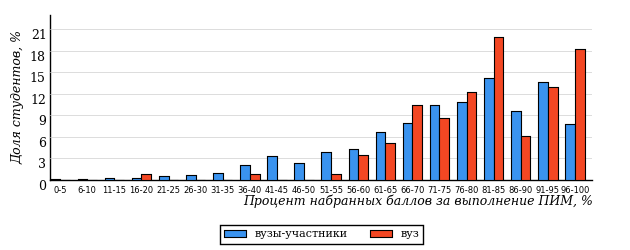 Доля студентов, %
21
18
15
12
9
6
3
0
0-5 6-10 11-15 16-20 21-25 26-30 31-35 36-40 41-45 46-50 51-55 56-60 61-65 66-70 71-75 76-80 81-85 86-90 91-95 96-100
Процент набранных баллов за выполнение ПИМ, %
вузы-участники вуз